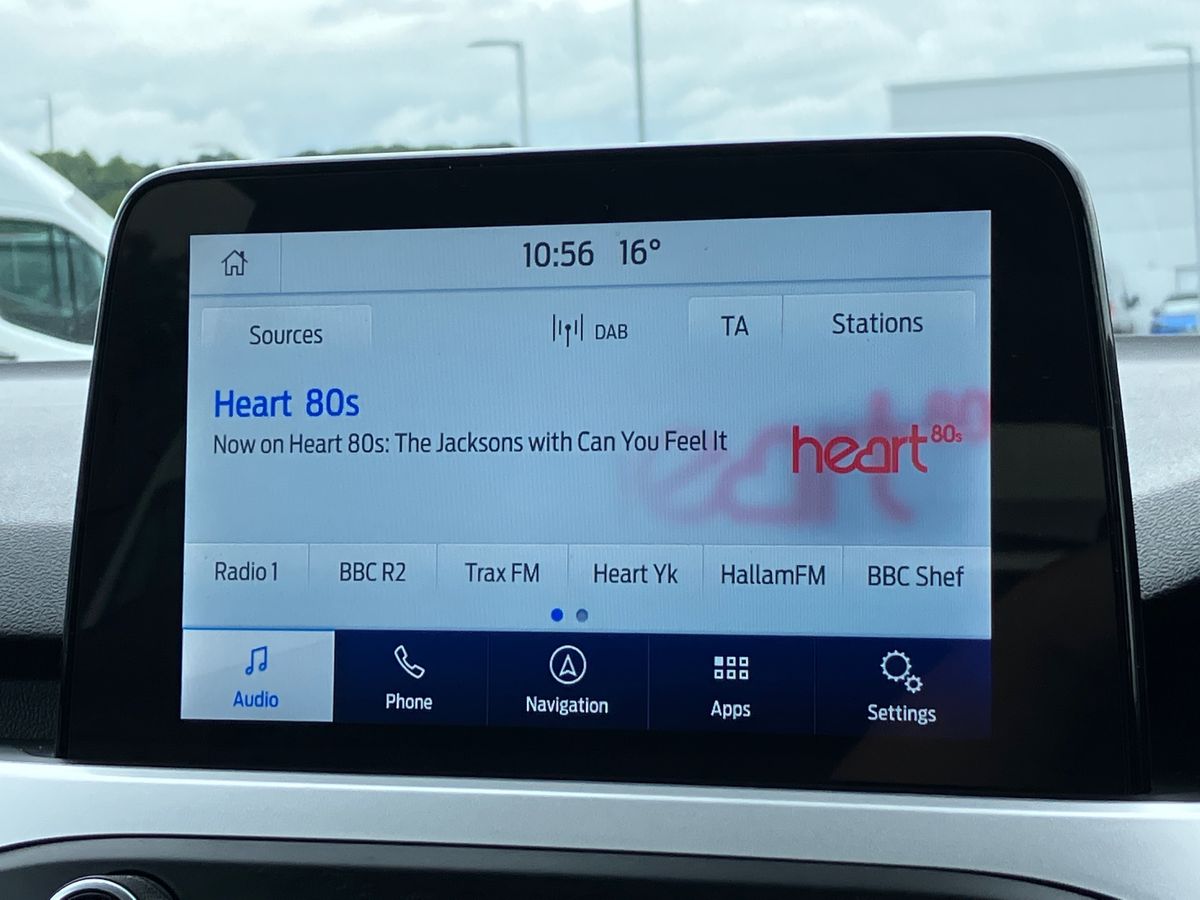 10:56 16°
Sources DAB TA Stations
Heart 80s
Now on Heart 80s: The Jacksons with Can You Feel It
heart 80s
Radio 1 BBC R2 Trax FM Heart Yk HallamFM BBC Shef
Audio Phone Navigation Apps Settings